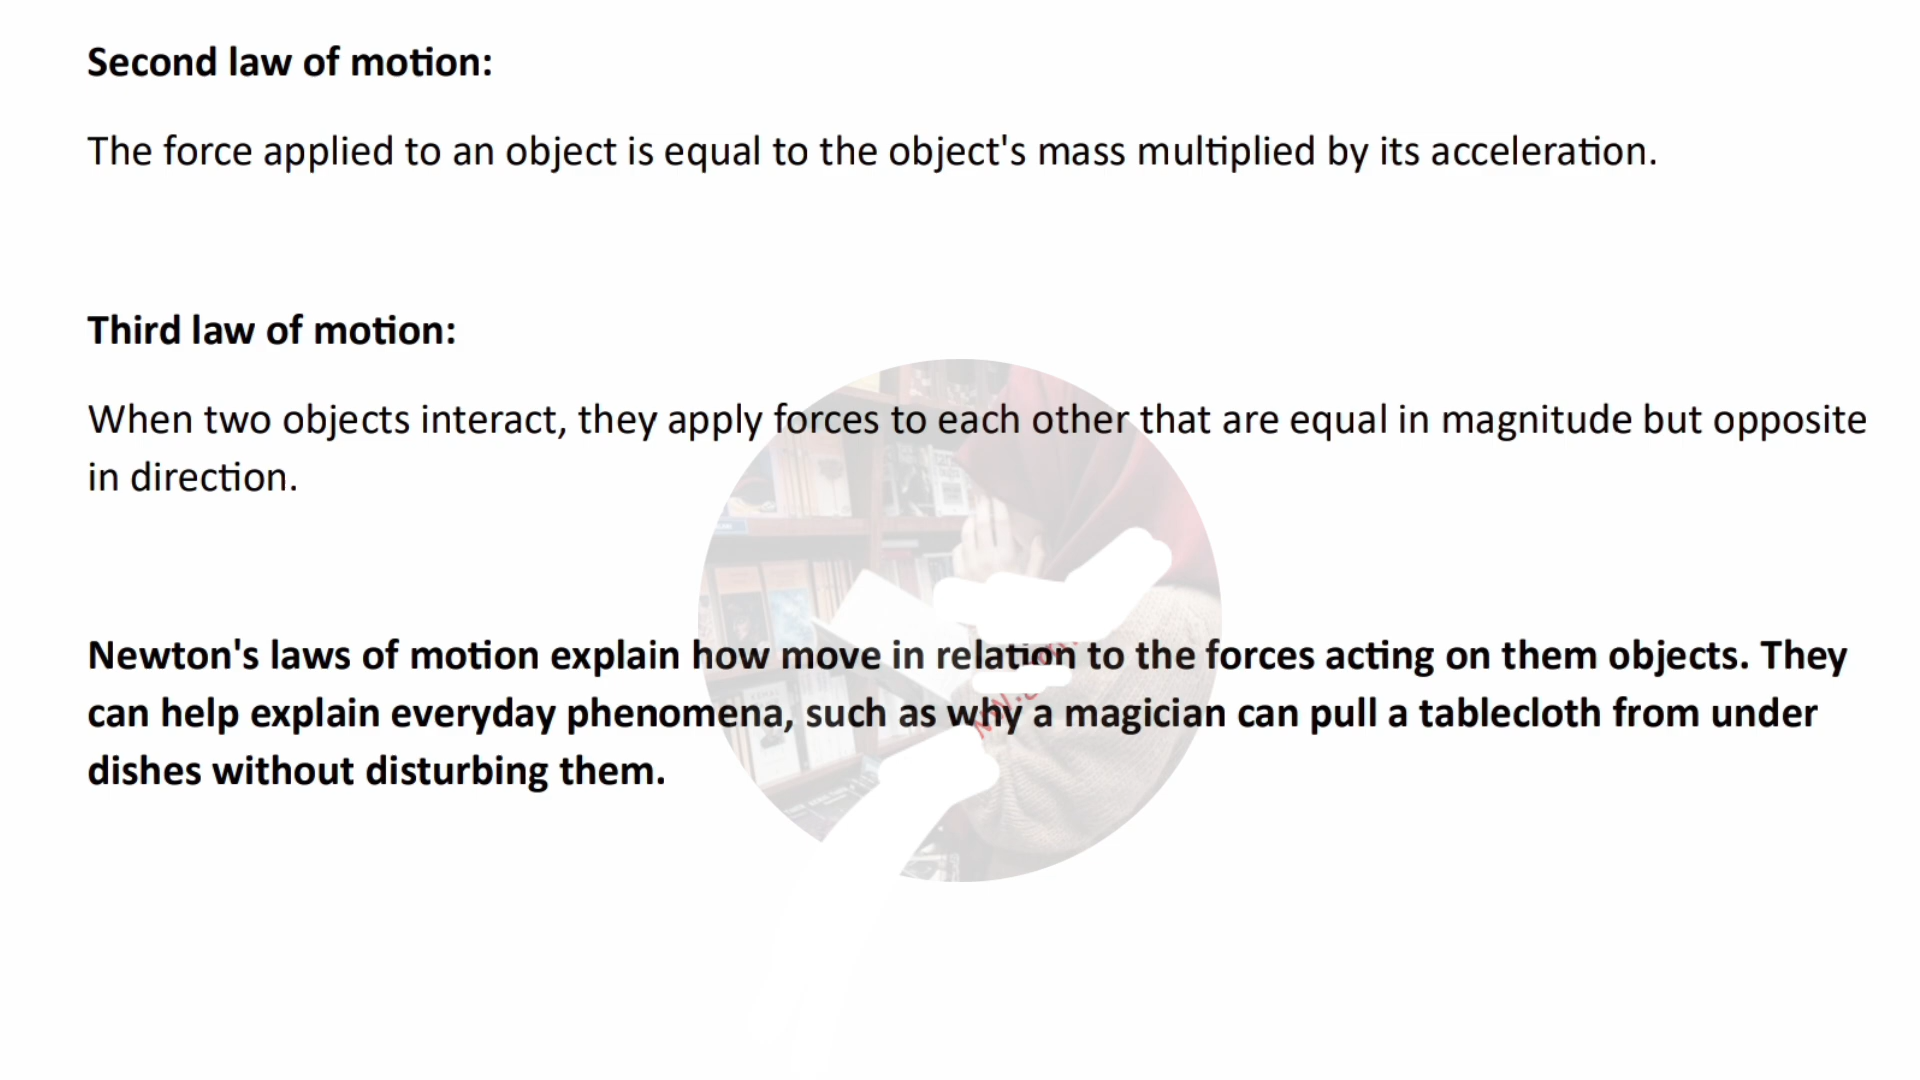 Second law of motion:
The force applied to an object is equal to the object's mass multiplied by its acceleration.
Third law of motion:
When two objects interact, they apply forces to each other that are equal in magnitude but opposite
in direction.
Newton's laws of motion explain how move in relation to the forces acting on them objects. They
can help explain everyday phenomena, such as why a magician can pull a tablecloth from under
dishes without disturbing them.